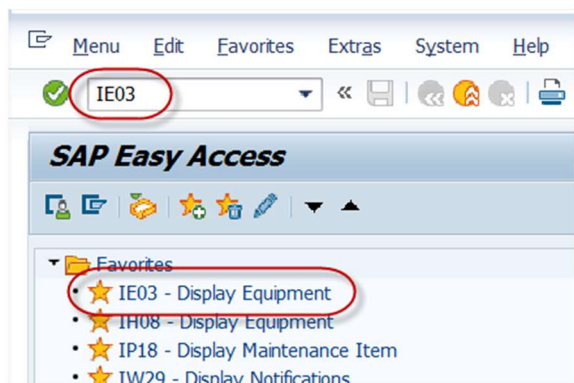 Menu Edit Favorites Extras System Help
IE03
SAP Easy Access
Favorites
IE03 - Display Equipment
IH08 - Display Equipment
IP18 - Display Maintenance Item
IW29 - Display Notifications